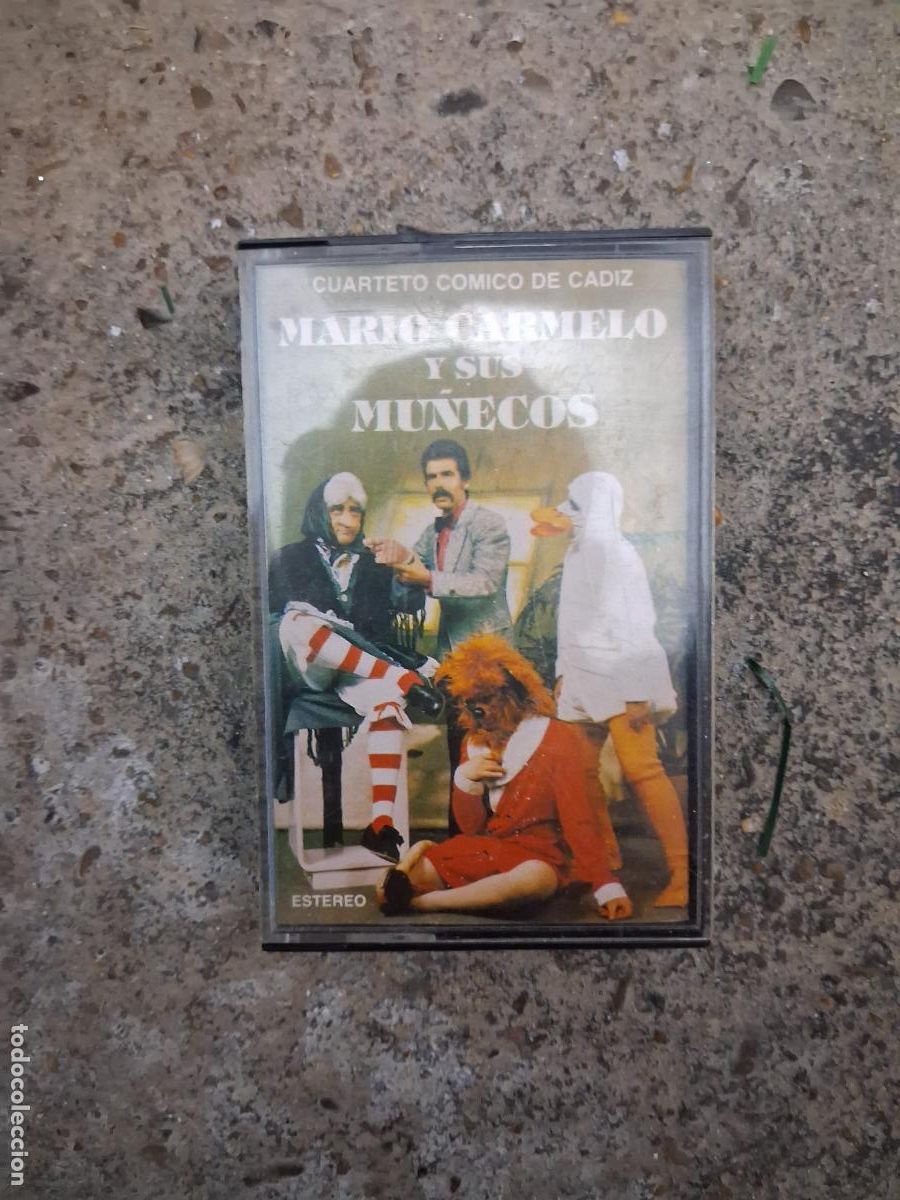 CUARTETO COMICO DE CADIZ
MARIO CARMELO
Y SUS
MUÑECOS
ESTEREO
todocoleccion